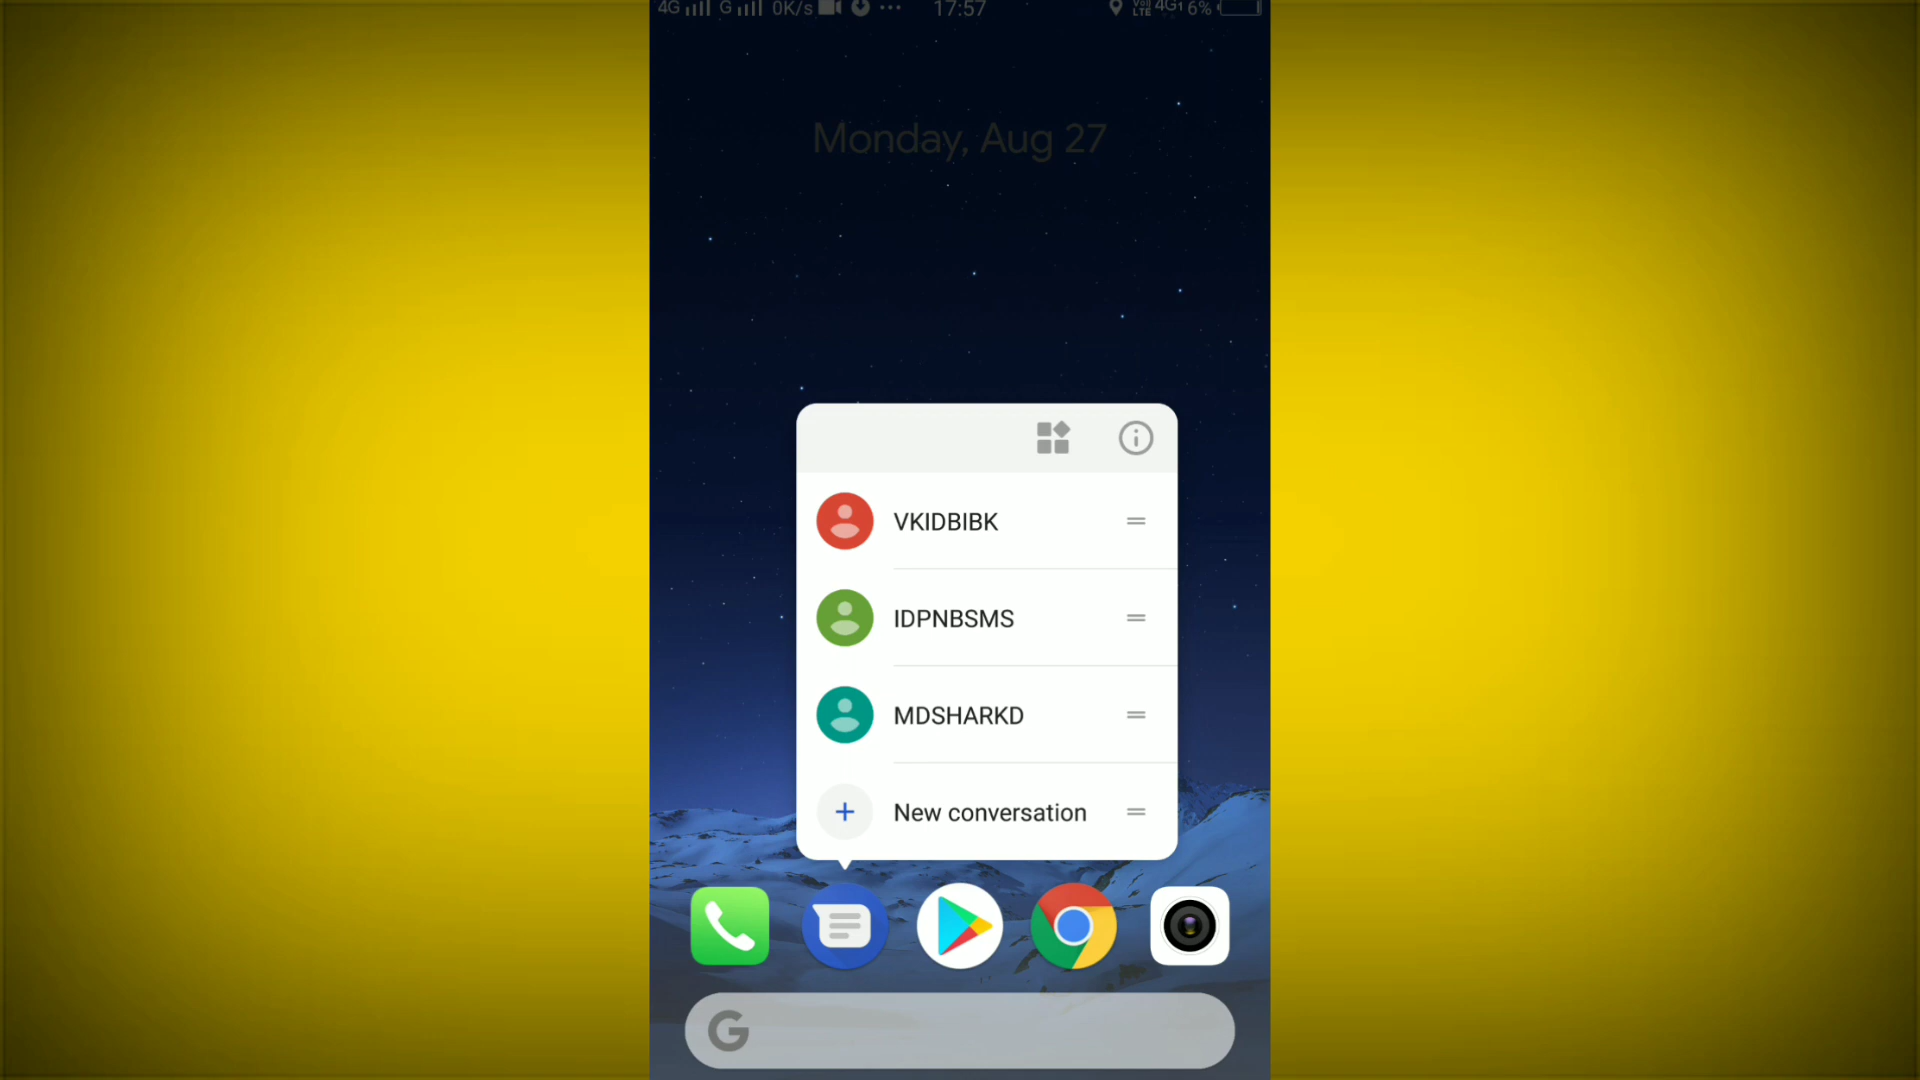 4G G 0K/s 17:57 4G 6%
Monday, Aug 27
VKIDBIBK
IDPNBSMS
MDSHARKD
New conversation
G